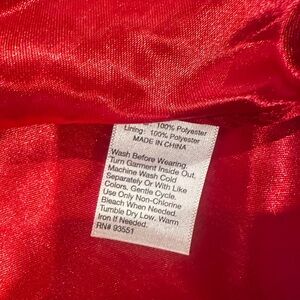 100% Polyester
Lining: 100% Polyester
MADE IN CHINA
Wash Before Wearing,
Turn Garment Inside Out.
Machine Wash Cold
Separately Or With Like
Colors, Gentle Cycle.
Use Only Non-Chlorine
Bleach When Needed.
Tumble Dry Low, Warm
Iron If Needed.
RN# 93551